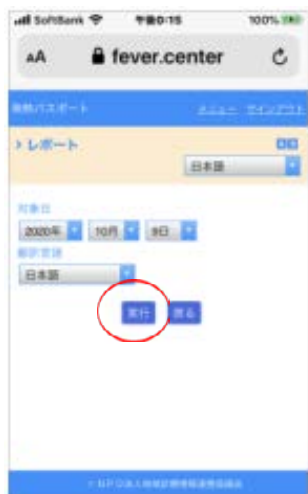 SoftBank 午後0:15 100%
AA fever.center
発熱パスポート メニュー サインアウト
> レポート
日本語
対象日
2020年 10月 9日
翻訳言語
日本語
実行 戻る